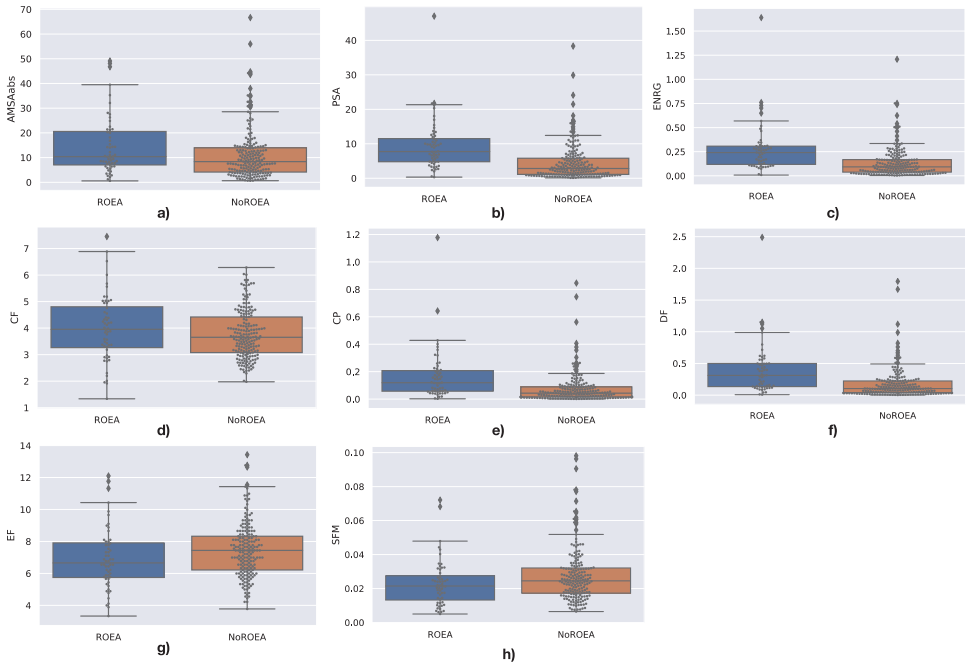 70
60
50
40
30
20
10
0
AMSAabs
ROEA
NoROEA
a)
40
30
20
10
0
PSA
ROEA
NoROEA
b)
1.50
1.25
1.00
0.75
0.50
0.25
0,00
ENRG
ROEA
NoROEA
c)
7
6
5
4
3
2
1
CF
ROEA
NoROEA
d)
1.2
1.0
0.8
0.6
0.4
0.2
0.0
CP
ROEA
NoROEA
e)
2.5
2.0
1.5
1.0
0.5
0.0
DF
ROEA
NoROEA
f)
14
12
10
8
6
4
EF
ROEA
NoROEA
g)
0.10
0.08
0.06
0.04
0.02
0.00
SFM
ROEA
NoROEA
h)